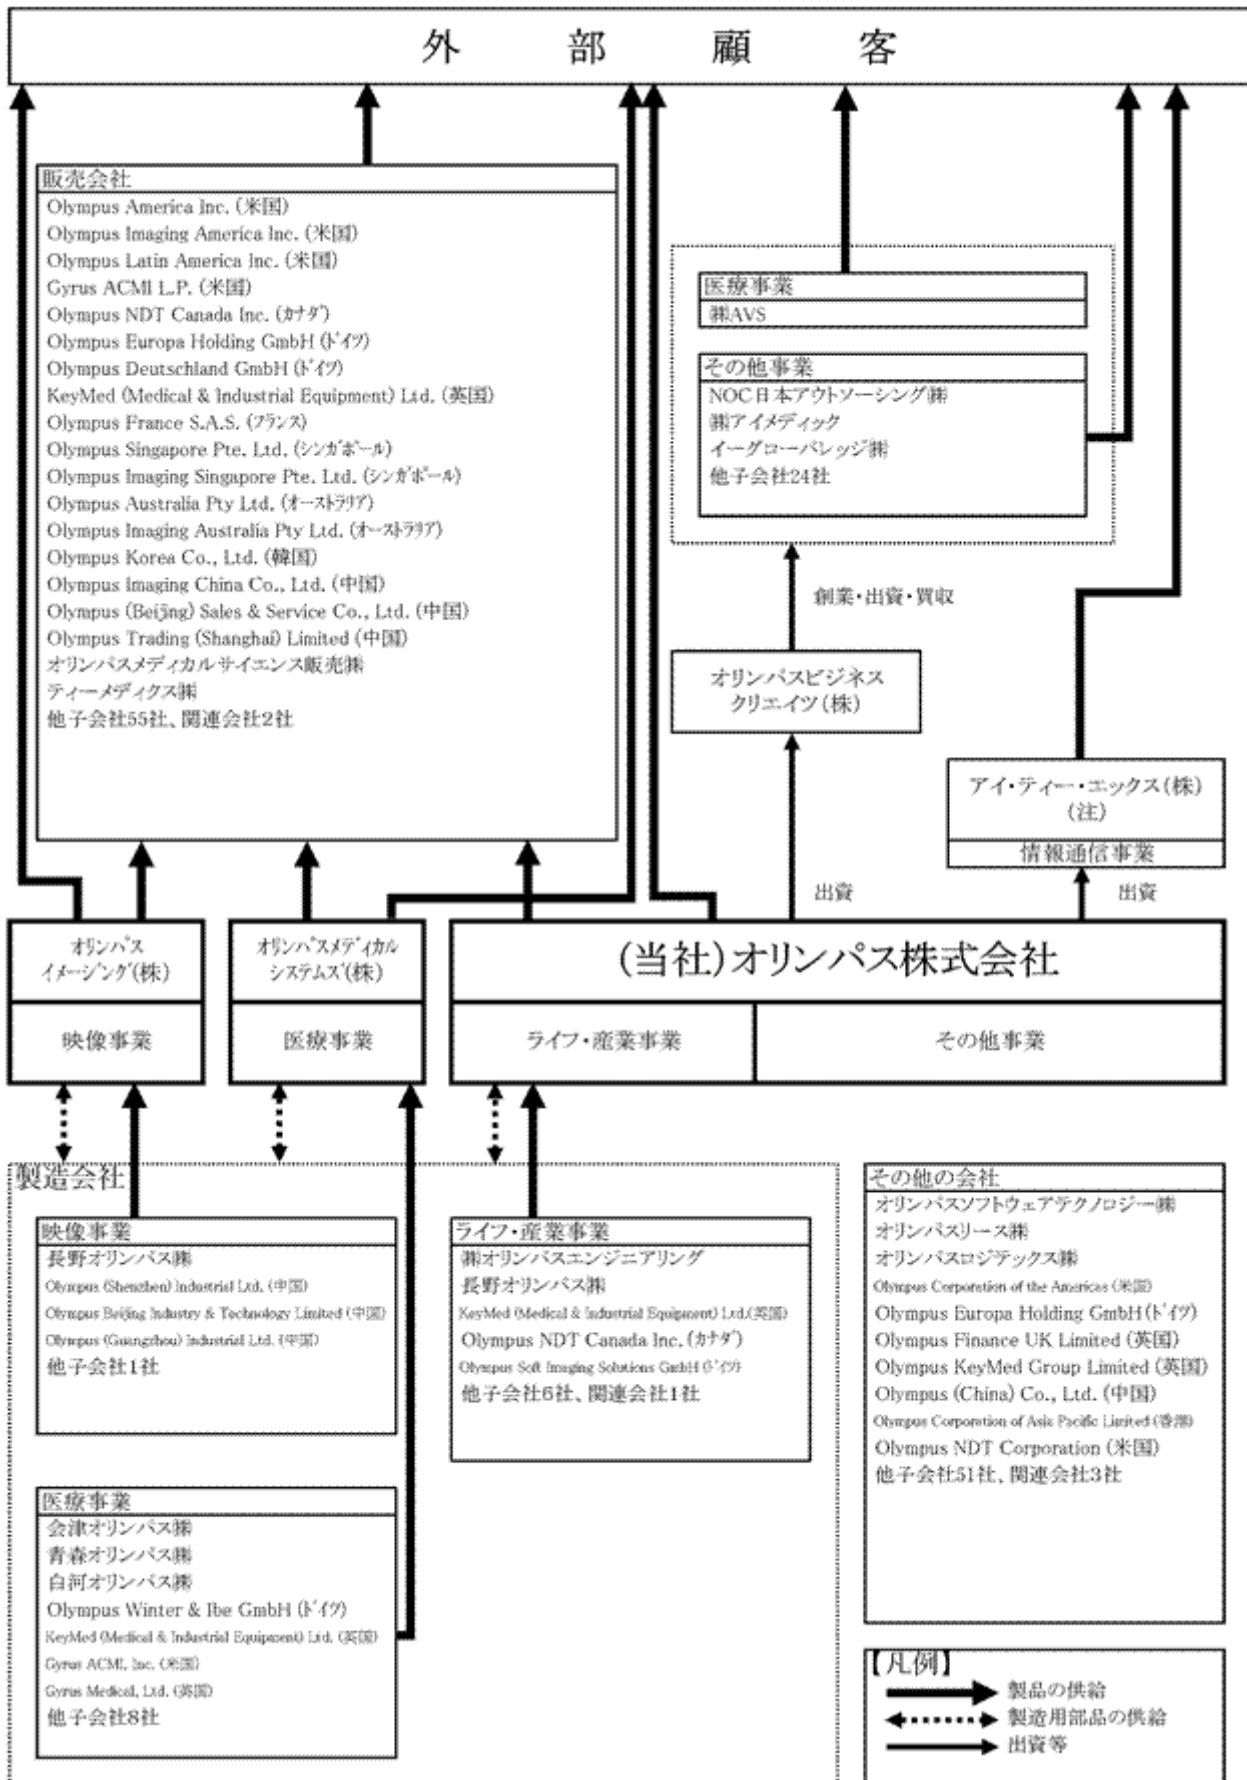 外部顧客
販売会社
Olympus America Inc. (米国)
Olympus Imaging America Inc. (米国)
Olympus Latin America Inc. (米国)
Gyrus ACMI L.P. (米国)
Olympus NDT Canada Inc. (カナダ)
Olympus Europa Holding GmbH (ドイツ)
Olympus Deutschland GmbH (ドイツ)
KeyMed (Medical & Industrial Equipment) Ltd. (英国)
Olympus France S.A.S. (フランス)
Olympus Singapore Pte. Ltd. (シンガポール)
Olympus Imaging Singapore Pte. Ltd. (シンガポール)
Olympus Australia Pty Ltd. (オーストラリア)
Olympus Imaging Australia Pty Ltd. (オーストラリア)
Olympus Korea Co., Ltd. (韓国)
Olympus Imaging China Co., Ltd. (中国)
Olympus (Beijing) Sales & Service Co., Ltd. (中国)
Olympus Trading (Shanghai) Limited (中国)
オリンパスメディカルサイエンス販売㈱
ティーメディクス㈱
他子会社55社、関連会社2社
医療事業
㈱AVS
その他事業
NOC日本アウトソーシング㈱
㈱アイメディック
イーグローバレッジ㈱
他子会社24社
創業・出資・買収
オリンパスビジネス
クリエイツ(株)
アイ・ティー・エックス(株)
(注)
情報通信事業
出資
出資
オリンパス
イメージング(株)
映像事業
オリンパスメディカル
システムズ(株)
医療事業
(当社)オリンパス株式会社
ライフ・産業事業
その他事業
製造会社
映像事業
長野オリンパス㈱
Olympus (Shenzhen) Industrial Ltd. (中国)
Olympus Beijing Industry & Technology Limited (中国)
Olympus (Guangzhou) Industrial Ltd. (中国)
他子会社1社
ライフ・産業事業
㈱オリンパスエンジニアリング
長野オリンパス㈱
KeyMed (Medical & Industrial Equipment) Ltd.(英国)
Olympus NDT Canada Inc. (カナダ)
Olympus Soft Imaging Solutions GmbH (ドイツ)
他子会社6社、関連会社1社
医療事業
会津オリンパス㈱
青森オリンパス㈱
白河オリンパス㈱
Olympus Winter & Ibe GmbH (ドイツ)
KeyMed (Medical & Industrial Equipment) Ltd. (英国)
Gyrus ACMI, Inc. (米国)
Gyrus Medical, Ltd. (英国)
他子会社8社
その他の会社
オリンパスソフトウェアテクノロジー㈱
オリンパスリース㈱
オリンパスロジテックス㈱
Olympus Corporation of the Americas (米国)
Olympus Europa Holding GmbH (ドイツ)
Olympus Finance UK Limited (英国)
Olympus KeyMed Group Limited (英国)
Olympus (China) Co., Ltd. (中国)
Olympus Corporation of Asia Pacific Limited (香港)
Olympus NDT Corporation (米国)
他子会社51社、関連会社3社
【凡例】
製品の供給
製造用部品の供給
出資等